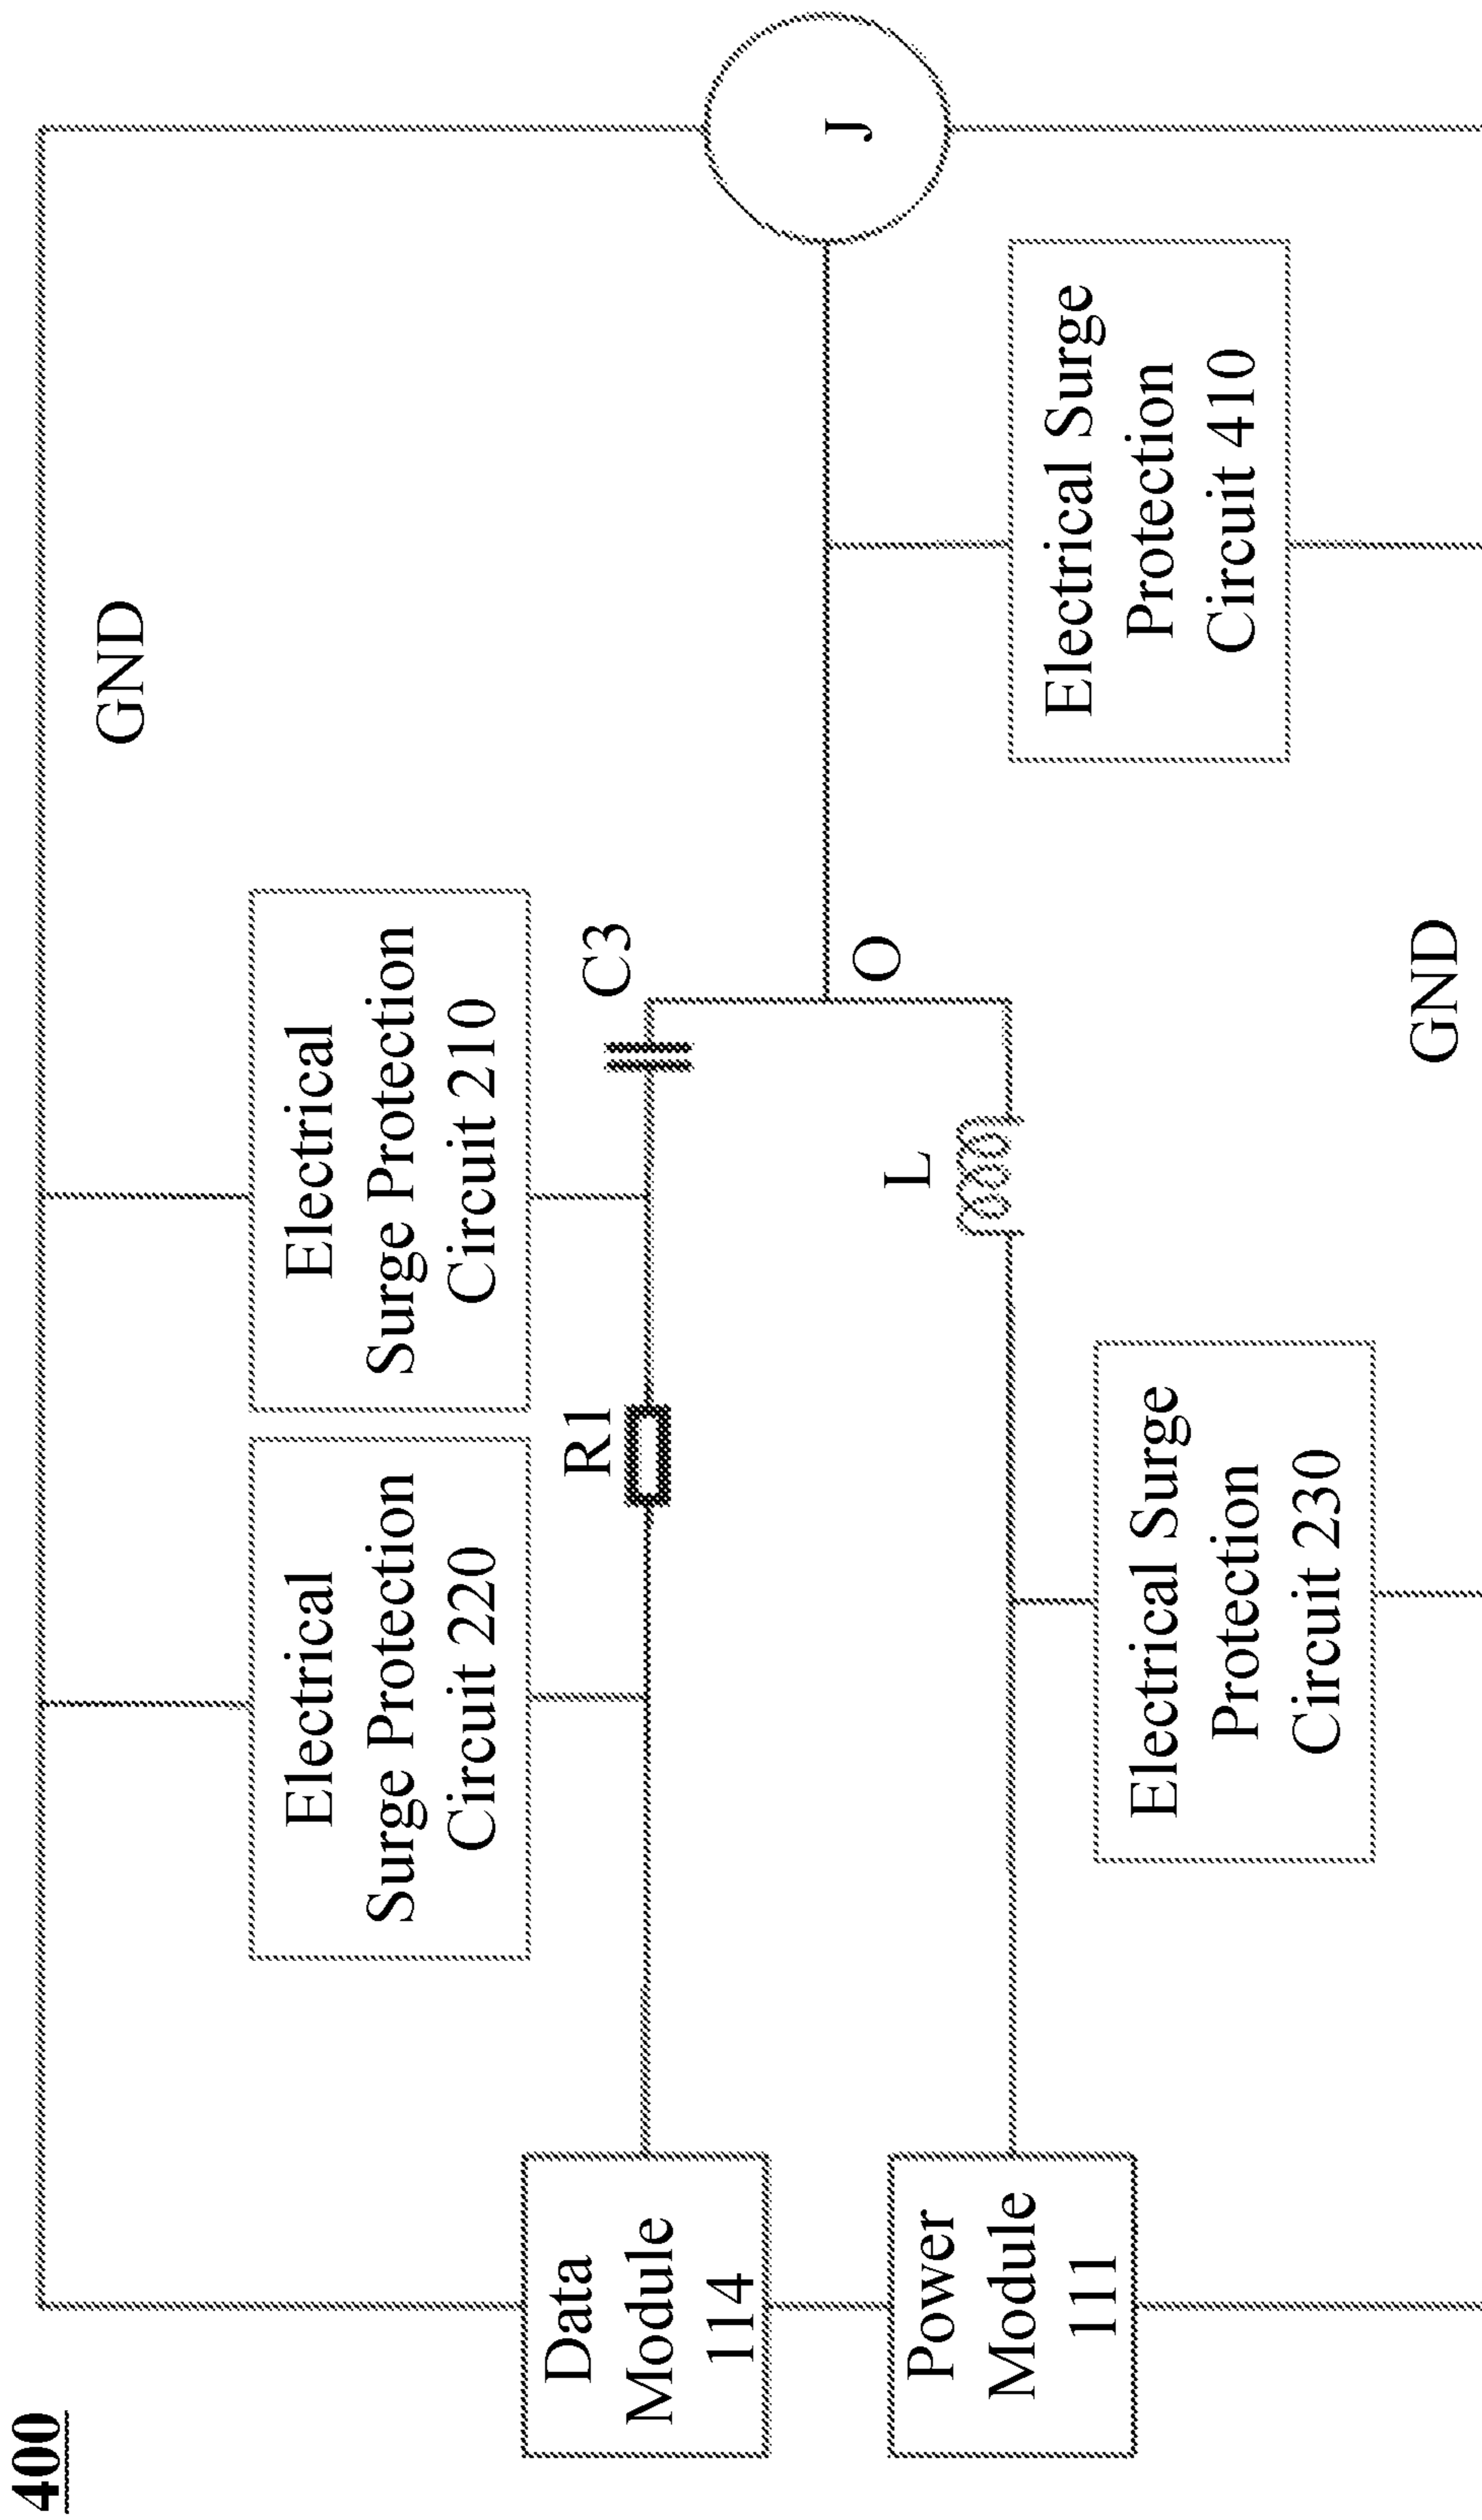 400
GND
Electrical
Surge Protection
Circuit 220
Electrical
Surge Protection
Circuit 210
R1
C3
Data
Module
114
J
O
L
Power
Module
111
Electrical Surge
Protection
Circuit 410
Electrical Surge
Protection
Circuit 230
GND